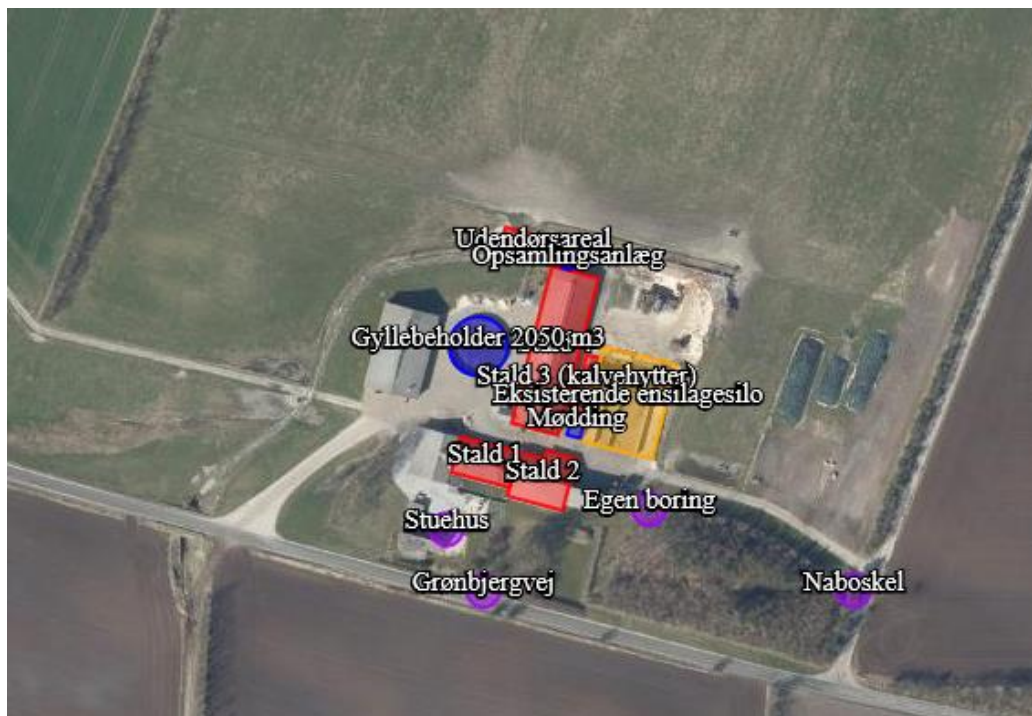 Udendørsareal
Opsamlingsanlæg
Gyllebeholder 2050 m3
Stald 3 (kalvehytter)
Eksisterende ensilagesilo
Mødding
Stald 1
Stald 2
Egen boring
Stuehus
Grønbjergvej
Naboskel